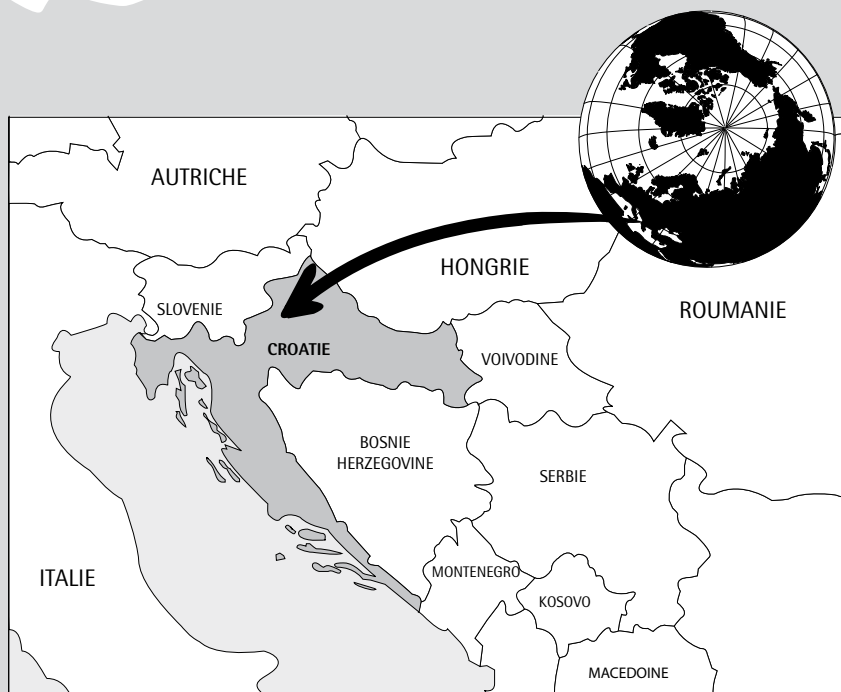 AUTRICHE
HONGRIE
SLOVENIE
ROUMANIE
CROATIE
VOIVODINE
BOSNIE
HERZEGOVINE
SERBIE
ITALIE
MONTENEGRO
KOSOVO
MACEDOINE